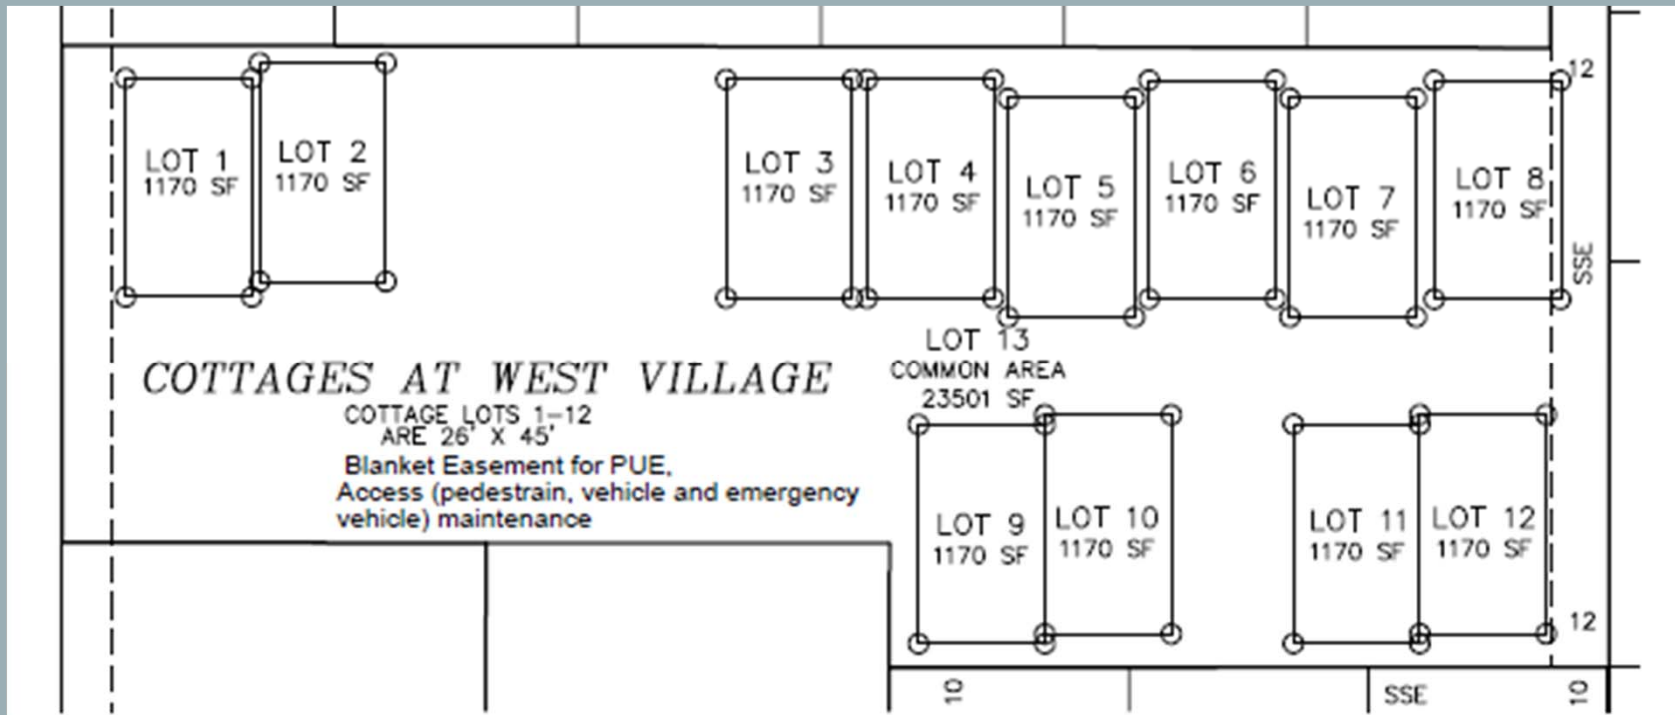 LOT 1
1170 SF
LOT 2
1170 SF
LOT 3
1170 SF
LOT 4
1170 SF
LOT 5
1170 SF
LOT 6
1170 SF
LOT 7
1170 SF
LOT 8
1170 SF
12
SSE
LOT 13
COMMON AREA
23501 SF
COTTAGES AT WEST VILLAGE
COTTAGE LOTS 1-12
ARE 26' X 45'
Blanket Easement for PUE,
Access (pedestrain, vehicle and emergency
vehicle) maintenance
LOT 9
1170 SF
LOT 10
1170 SF
LOT 11
1170 SF
LOT 12
1170 SF
12
10
SSE
10